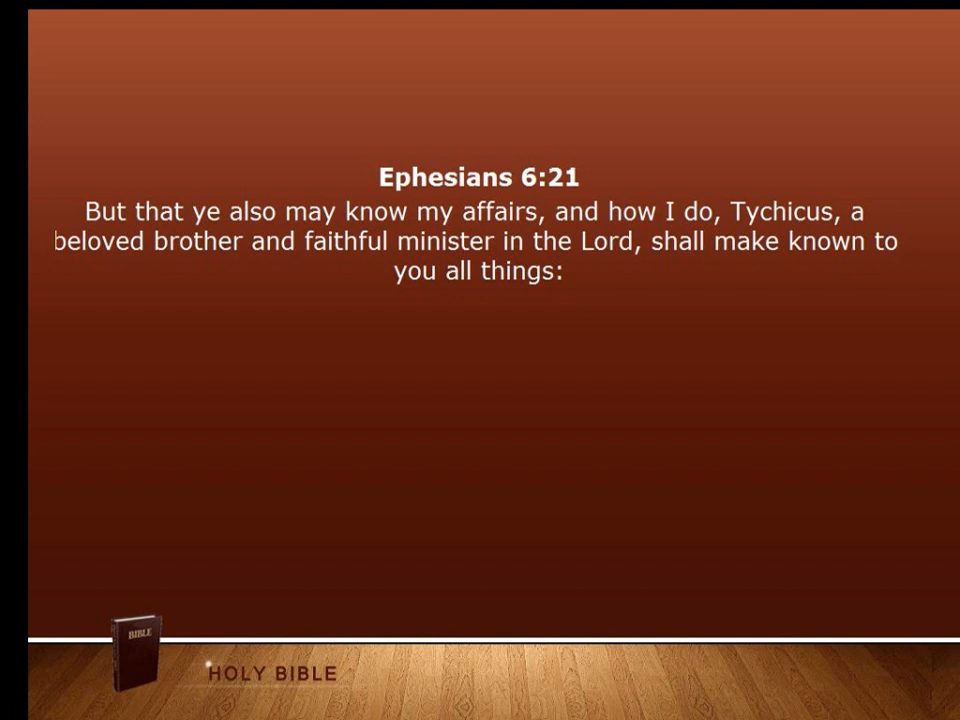 Ephesians 6:21
But that ye also may know my affairs, and how I do, Tychicus, a
beloved brother and faithful minister in the Lord, shall make known to
you all things:
BIBLE
HOLY BIBLE